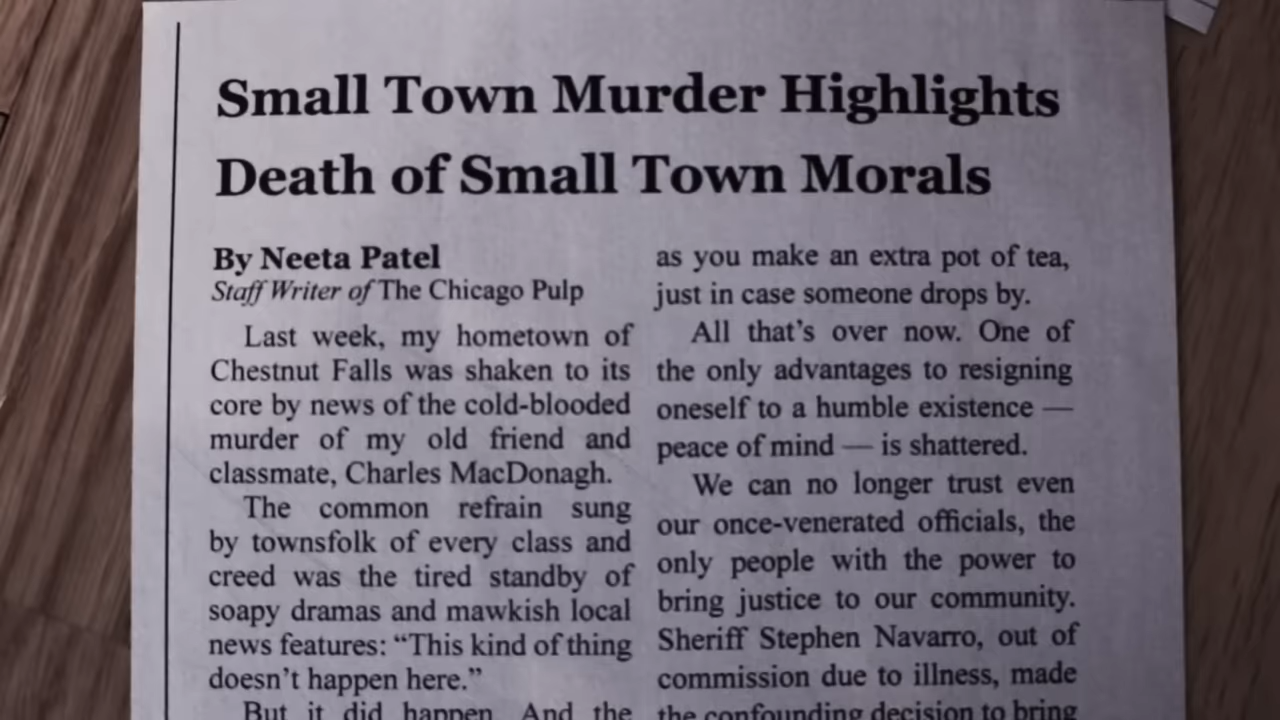 Small Town Murder Highlights
Death of Small Town Morals
By Neeta Patel
Staff Writer of The Chicago Pulp
Last week, my hometown of
Chestnut Falls was shaken to its
core by news of the cold-blooded
murder of my old friend and
classmate, Charles MacDonagh.
The common refrain sung
by townsfolk of every class and
creed was the tired standby of
soapy dramas and mawkish local
news features: “This kind of thing
doesn’t happen here.”
But it did happen. And the
as you make an extra pot of tea,
just in case someone drops by.
All that’s over now. One of
the only advantages to resigning
oneself to a humble existence —
peace of mind — is shattered.
We can no longer trust even
our once-venerated officials, the
only people with the power to
bring justice to our community.
Sheriff Stephen Navarro, out of
commission due to illness, made
the confounding decision to bring